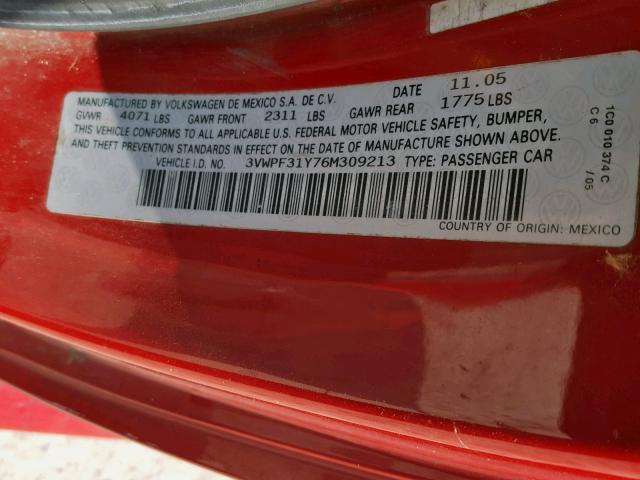 MANUFACTURED BY VOLKSWAGEN DE MEXICO S.A. DE C.V. DATE 11.05
GVWR 4071 LBS GAWR FRONT 2311 LBS GAWR REAR 1775 LBS
THIS VEHICLE CONFORMS TO ALL APPLICABLE U.S. FEDERAL MOTOR VEHICLE SAFETY, BUMPER,
AND THEFT PREVENTION STANDARDS IN EFFECT ON THE DATE OF MANUFACTURE SHOWN ABOVE.
VEHICLE I.D. NO. 3VWPF31Y76M309213 TYPE: PASSENGER CAR
COUNTRY OF ORIGIN: MEXICO
1C0 010 374 C
C 6 / 05